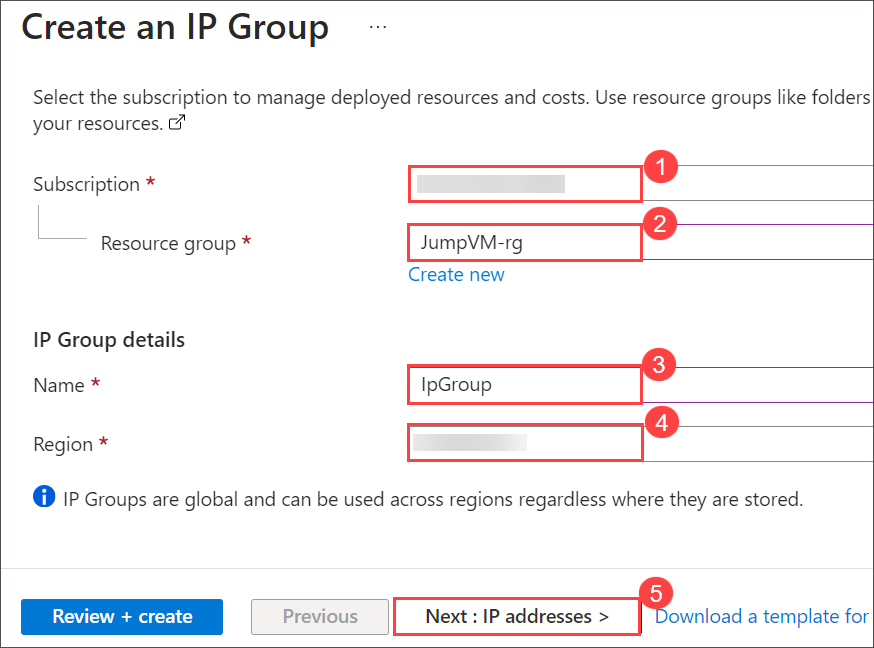 Create an IP Group ...
Select the subscription to manage deployed resources and costs. Use resource groups like folders
your resources.
Subscription *
1
Resource group *
JumpVM-rg
2
Create new
IP Group details
Name *
IpGroup
3
Region *
4
IP Groups are global and can be used across regions regardless where they are stored.
Review + create
Previous
Next : IP addresses >
5
Download a template for